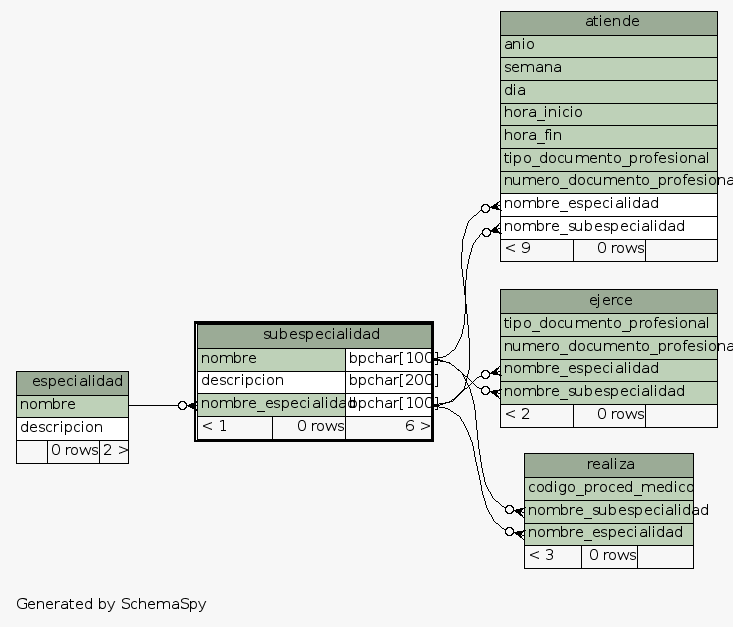 atiende
anio
semana
dia
hora_inicio
hora_fin
tipo_documento_profesional
numero_documento_profesiona
nombre_especialidad
nombre_subespecialidad
< 9 0 rows
ejerce
tipo_documento_profesional
numero_documento_profesiona
nombre_especialidad
nombre_subespecialidad
< 2 0 rows
subespecialidad
nombre bpchar[100]
descripcion bpchar[200]
nombre_especialidad bpchar[100]
< 1 0 rows 6 >
especialidad
nombre
descripcion
0 rows 2 >
realiza
codigo_proced_medico
nombre_subespecialidad
nombre_especialidad
< 3 0 rows
Generated by SchemaSpy